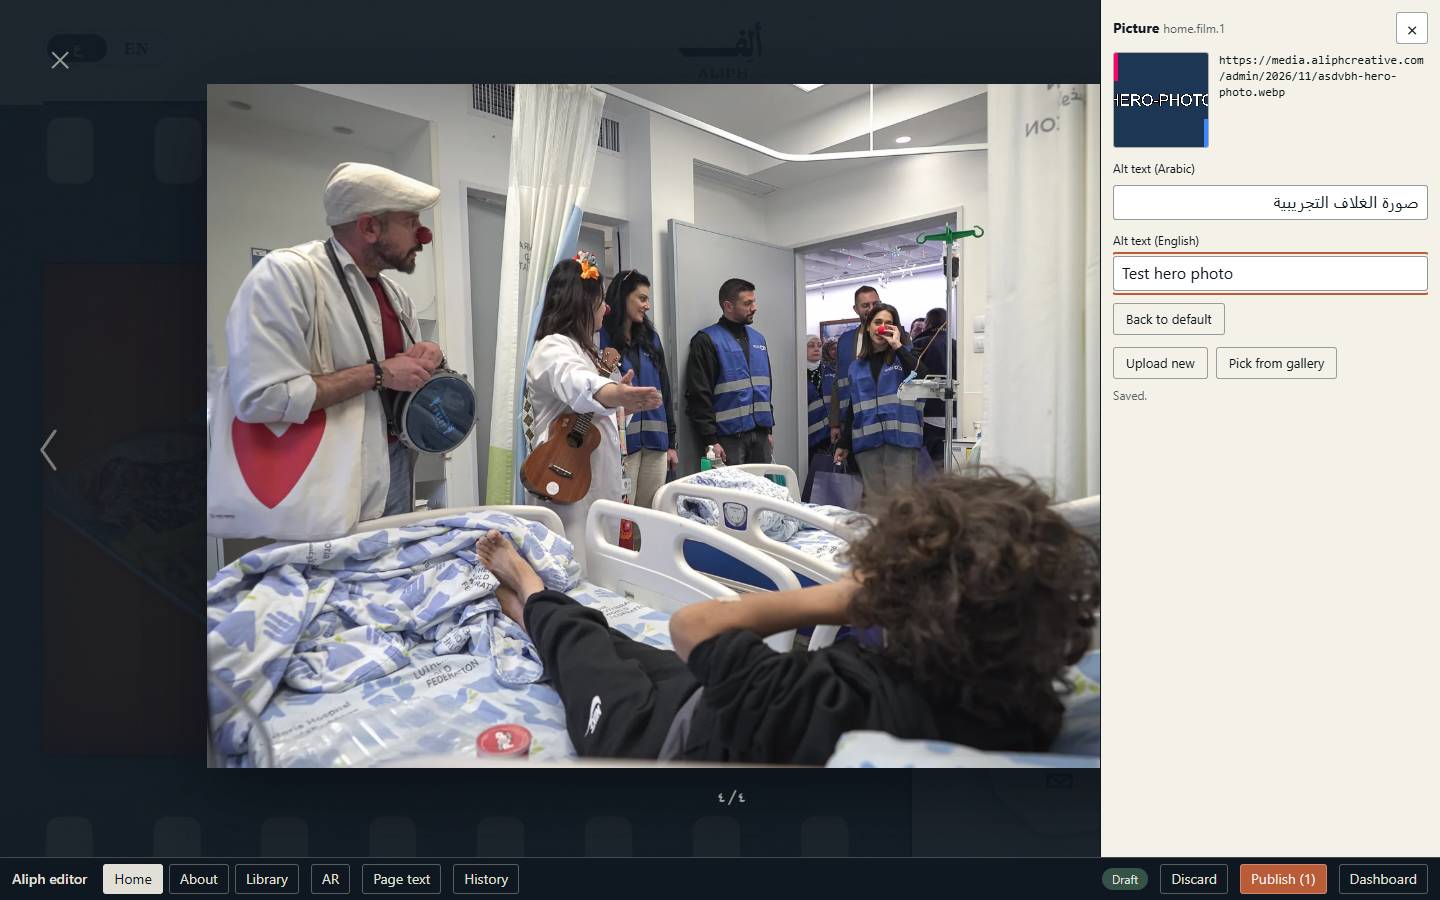 EN
ألف
ALIPH
٤/٤
Picture home.film.1
×
HERO-PHOTO
https://media.aliphcreative.com
/admin/2026/11/asdvbh-hero-
photo.webp
Alt text (Arabic)
صورة الغلاف التجريبية
Alt text (English)
Test hero photo
Back to default
Upload new
Pick from gallery
Saved.
Aliph editor
Home
About
Library
AR
Page text
History
Draft
Discard
Publish (1)
Dashboard